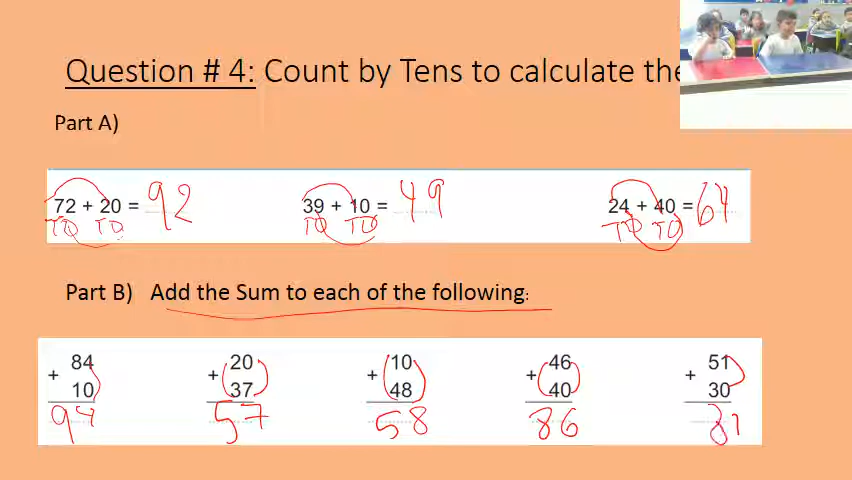 Question # 4: Count by Tens to calculate the
Part A)
72 + 20 = 92 39 + 10 = 49 24 + 40 = 64
TO TO TO TO TO TO
Part B) Add the Sum to each of the following:
84 20 10 46 51
+ + + + +
10 37 48 40 30
94 57 58 86 81